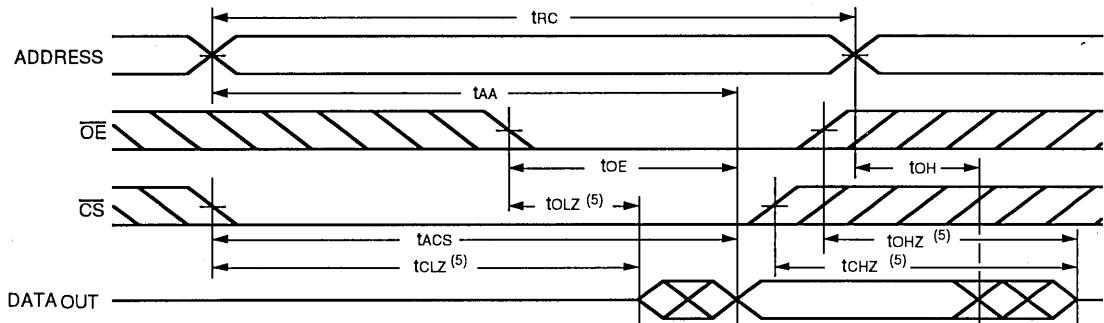 tRC
ADDRESS
tAA
OE
tOE
tOH
CS
tOLZ (5)
tACS
tOHZ (5)
tCLZ (5)
tCHZ (5)
DATA OUT